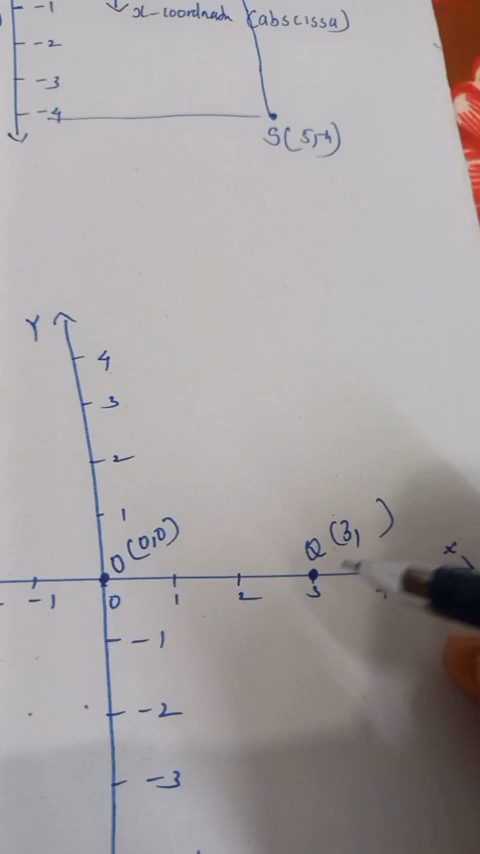 -1
x-coordnate (abscissa)
-2
-3
-4
S(5,-4)
Y
4
3
2
1
O(0,0)
Q(3, )
x
-1 0 1 2 3
-1
-2
-3